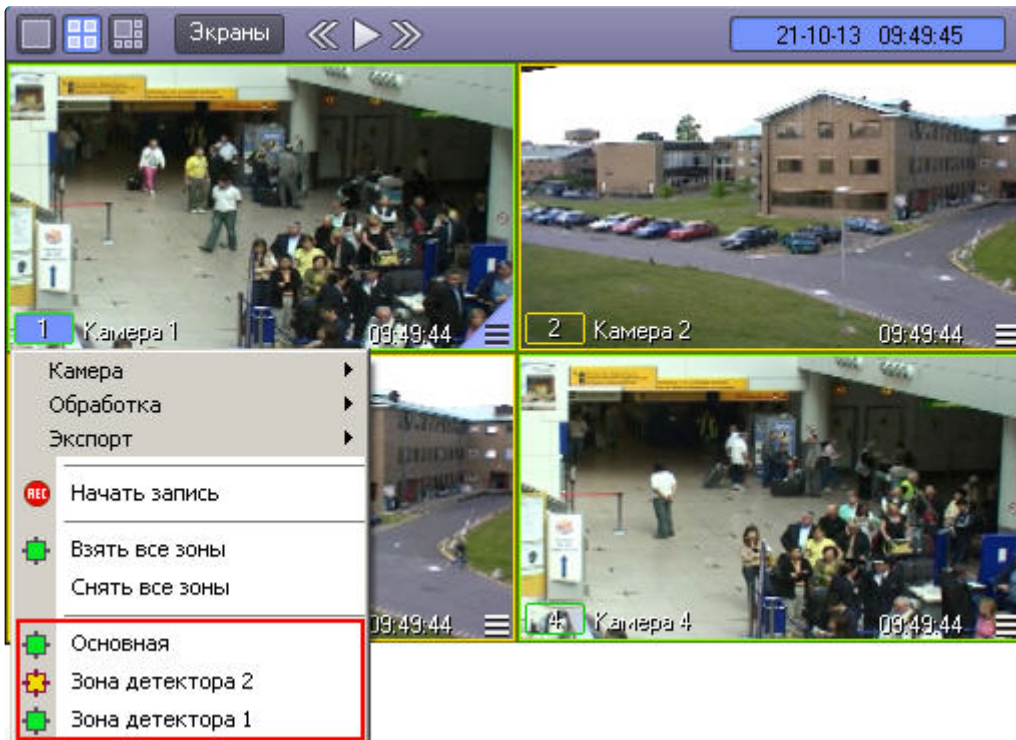 Экраны
21-10-13 09:49:45
1 Камера 1 09:49:44
2 Камера 2 09:49:44
Камера
Обработка
Экспорт
REC Начать запись
Взять все зоны
Снять все зоны
09:49:44
4 Камера 4 09:49:44
Основная
Зона детектора 2
Зона детектора 1